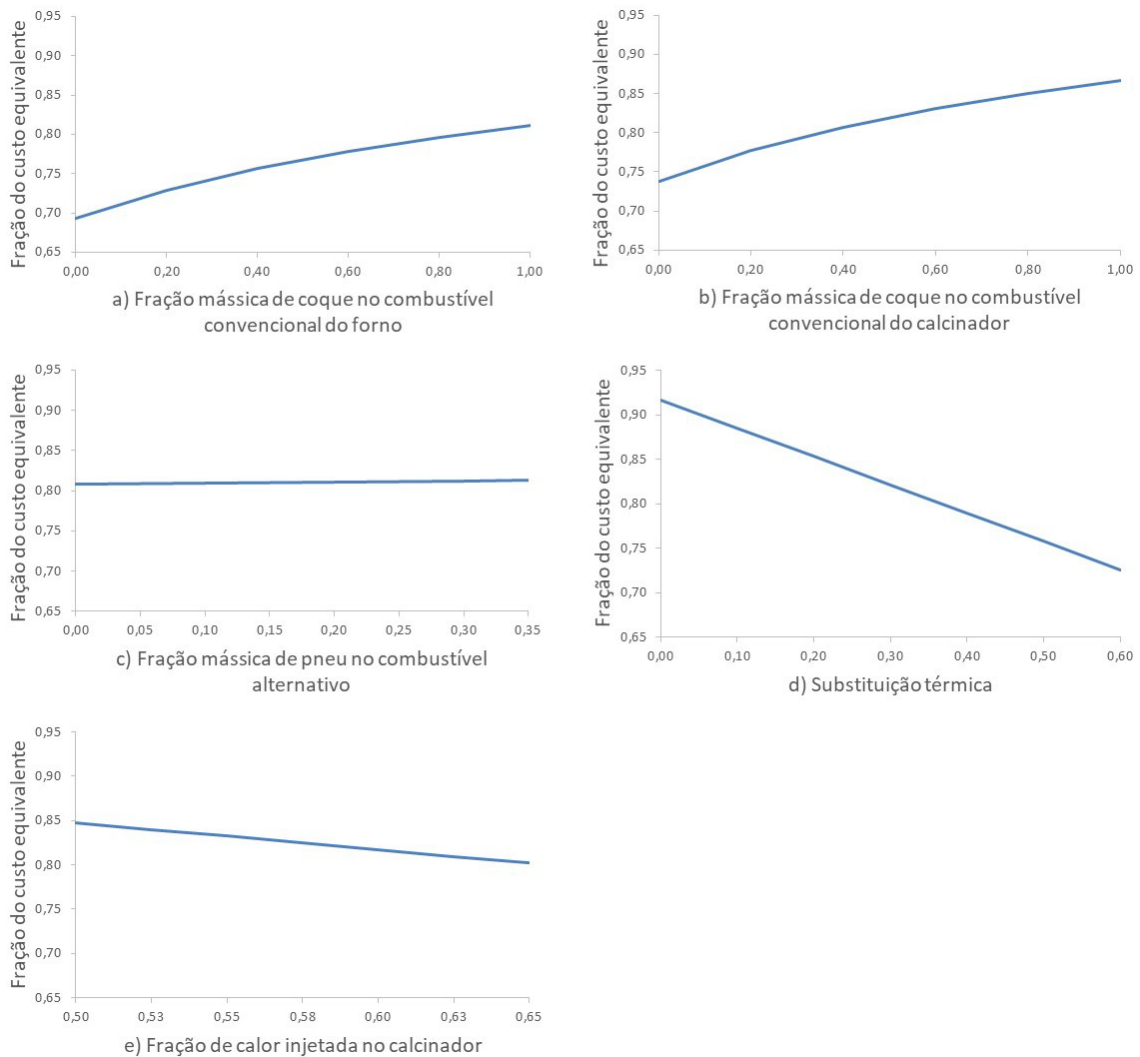 Fração do custo equivalente
0,95
0,90
0,85
0,80
0,75
0,70
0,65
0,00 0,20 0,40 0,60 0,80 1,00
a) Fração mássica de coque no combustível
convencional do forno
Fração do custo equivalente
0,95
0,90
0,85
0,80
0,75
0,70
0,65
0,00 0,20 0,40 0,60 0,80 1,00
b) Fração mássica de coque no combustível
convencional do calcinador
Fração do custo equivalente
0,95
0,90
0,85
0,80
0,75
0,70
0,65
0,00 0,05 0,10 0,15 0,20 0,25 0,30 0,35
c) Fração mássica de pneu no combustível
alternativo
Fração do custo equivalente
0,95
0,90
0,85
0,80
0,75
0,70
0,65
0,00 0,10 0,20 0,30 0,40 0,50 0,60
d) Substituição térmica
Fração do custo equivalente
0,95
0,90
0,85
0,80
0,75
0,70
0,65
0,50 0,53 0,55 0,58 0,60 0,63 0,65
e) Fração de calor injetada no calcinador